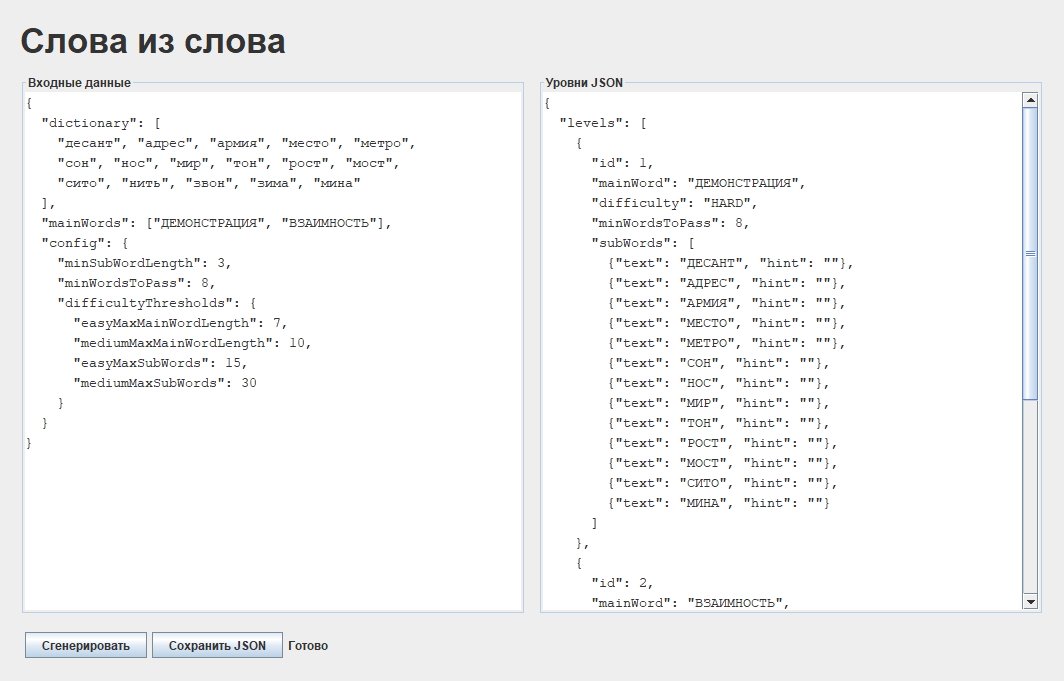 Слова из слова
Входные данные
{
  "dictionary": [
    "десант", "адрес", "армия", "место", "метро",
    "сон", "нос", "мир", "тон", "рост", "мост",
    "сито", "нить", "звон", "зима", "мина"
  ],
  "mainWords": ["ДЕМОНСТРАЦИЯ", "ВЗАИМНОСТЬ"],
  "config": {
    "minSubWordLength": 3,
    "minWordsToPass": 8,
    "difficultyThresholds": {
      "easyMaxMainWordLength": 7,
      "mediumMaxMainWordLength": 10,
      "easyMaxSubWords": 15,
      "mediumMaxSubWords": 30
    }
  }
}
Уровни JSON
{
  "levels": [
    {
      "id": 1,
      "mainWord": "ДЕМОНСТРАЦИЯ",
      "difficulty": "HARD",
      "minWordsToPass": 8,
      "subWords": [
        {"text": "ДЕСАНТ", "hint": ""},
        {"text": "АДРЕС", "hint": ""},
        {"text": "АРМИЯ", "hint": ""},
        {"text": "МЕСТО", "hint": ""},
        {"text": "МЕТРО", "hint": ""},
        {"text": "СОН", "hint": ""},
        {"text": "НОС", "hint": ""},
        {"text": "МИР", "hint": ""},
        {"text": "ТОН", "hint": ""},
        {"text": "РОСТ", "hint": ""},
        {"text": "МОСТ", "hint": ""},
        {"text": "СИТО", "hint": ""},
        {"text": "МИНА", "hint": ""}
      ]
    },
    {
      "id": 2,
      "mainWord": "ВЗАИМНОСТЬ",
Сгенерировать Сохранить JSON Готово